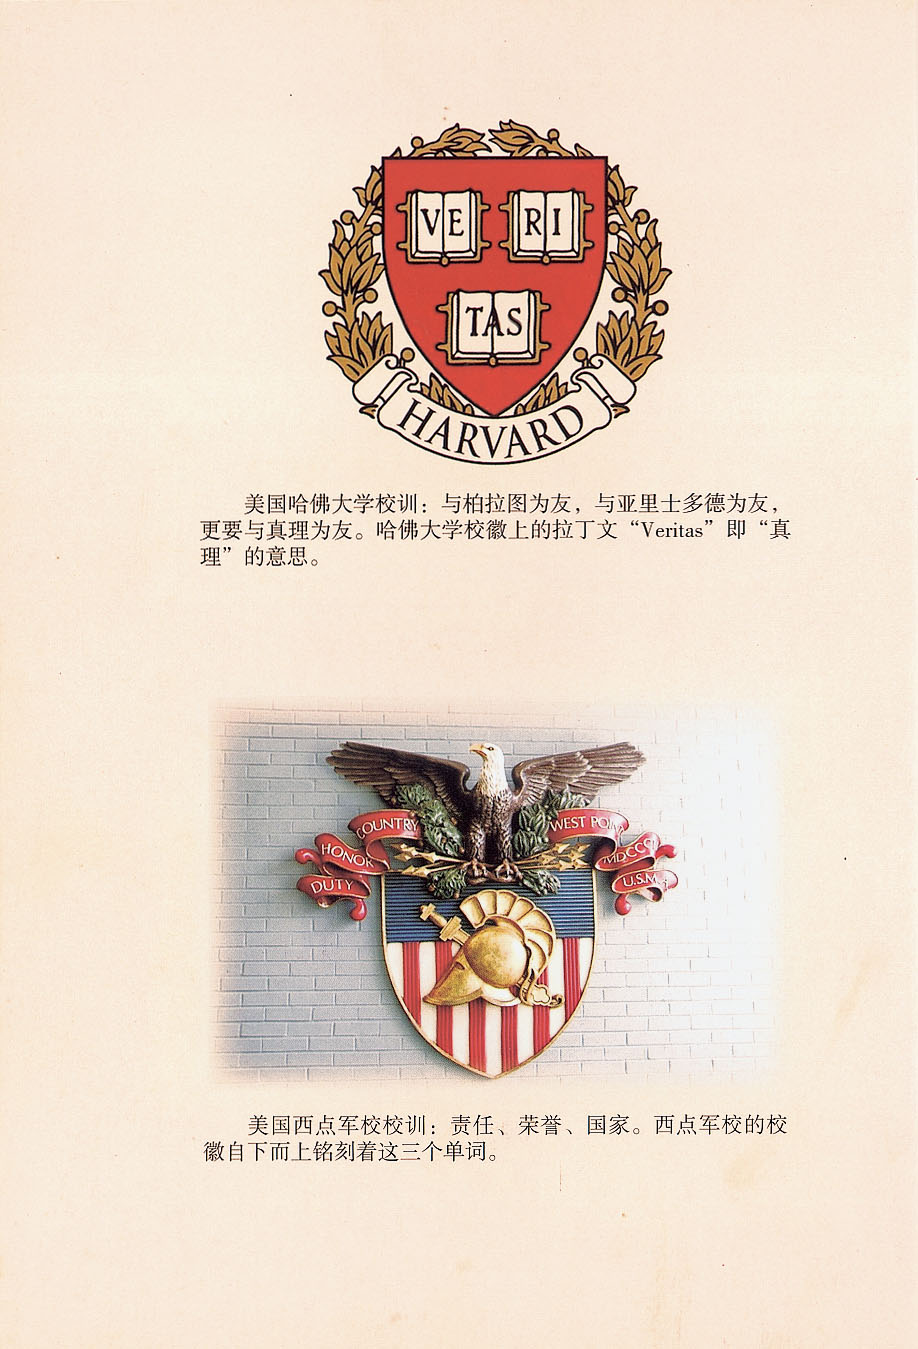 VE RI
TAS
HARVARD
美国哈佛大学校训：与柏拉图为友，与亚里士多德为友，
更要与真理为友。哈佛大学校徽上的拉丁文“Veritas”即“真
理”的意思。
COUNTRY WEST POINT
HONOR MDCCCI
DUTY U.S.M.
美国西点军校校训：责任、荣誉、国家。西点军校的校
徽自下而上铭刻着这三个单词。